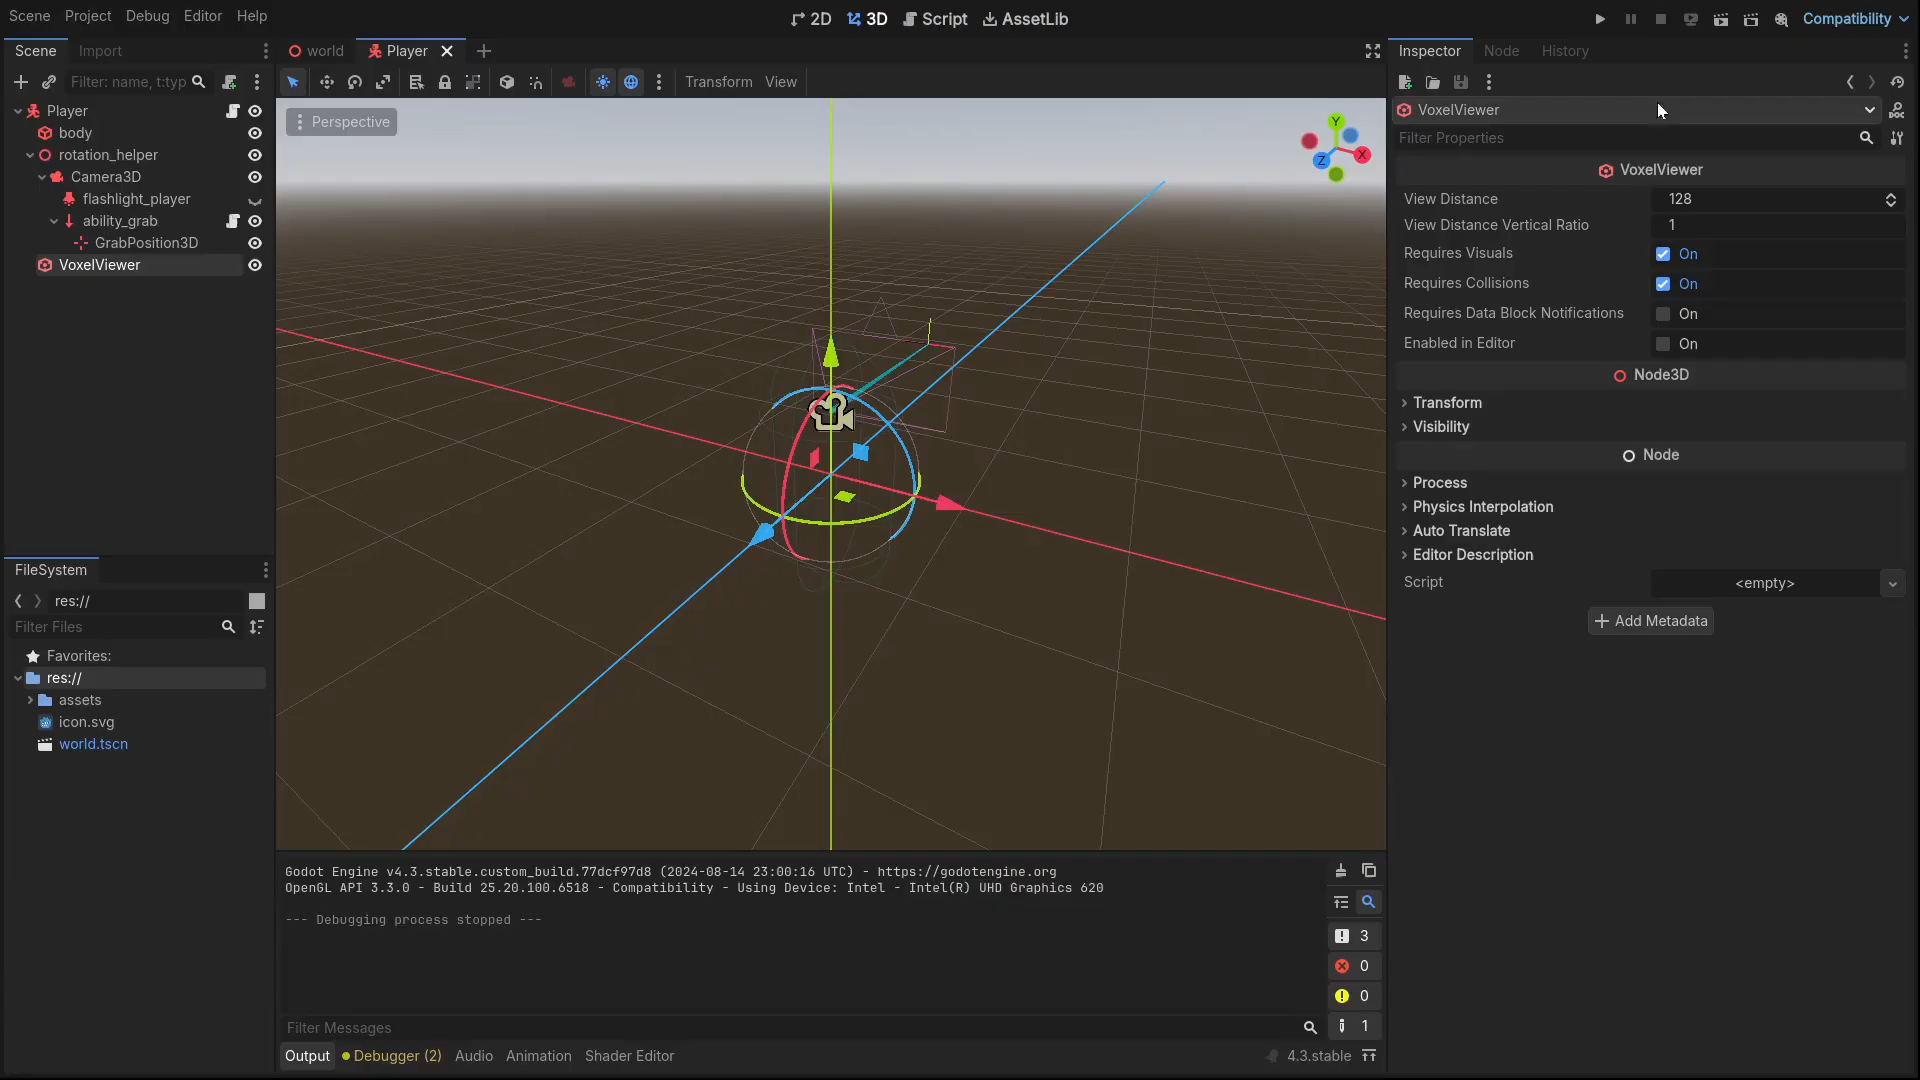 Scene Project Debug Editor Help
2D 3D Script AssetLib
Compatibility
Scene Import
Filter: name, t:typ
Player
body
rotation_helper
Camera3D
flashlight_player
ability_grab
GrabPosition3D
VoxelViewer
FileSystem
res://
Filter Files
Favorites:
res://
assets
icon.svg
world.tscn
world Player
Transform View
Perspective
Y
X
Z
Godot Engine v4.3.stable.custom_build.77dcf97d8 (2024-08-14 23:00:16 UTC) - https://godotengine.org
OpenGL API 3.3.0 - Build 25.20.100.6518 - Compatibility - Using Device: Intel - Intel(R) UHD Graphics 620
--- Debugging process stopped ---
3
0
0
1
Filter Messages
Output Debugger (2) Audio Animation Shader Editor
4.3.stable
Inspector Node History
VoxelViewer
Filter Properties
VoxelViewer
View Distance 128
View Distance Vertical Ratio 1
Requires Visuals On
Requires Collisions On
Requires Data Block Notifications On
Enabled in Editor On
Node3D
Transform
Visibility
Node
Process
Physics Interpolation
Auto Translate
Editor Description
Script <empty>
Add Metadata